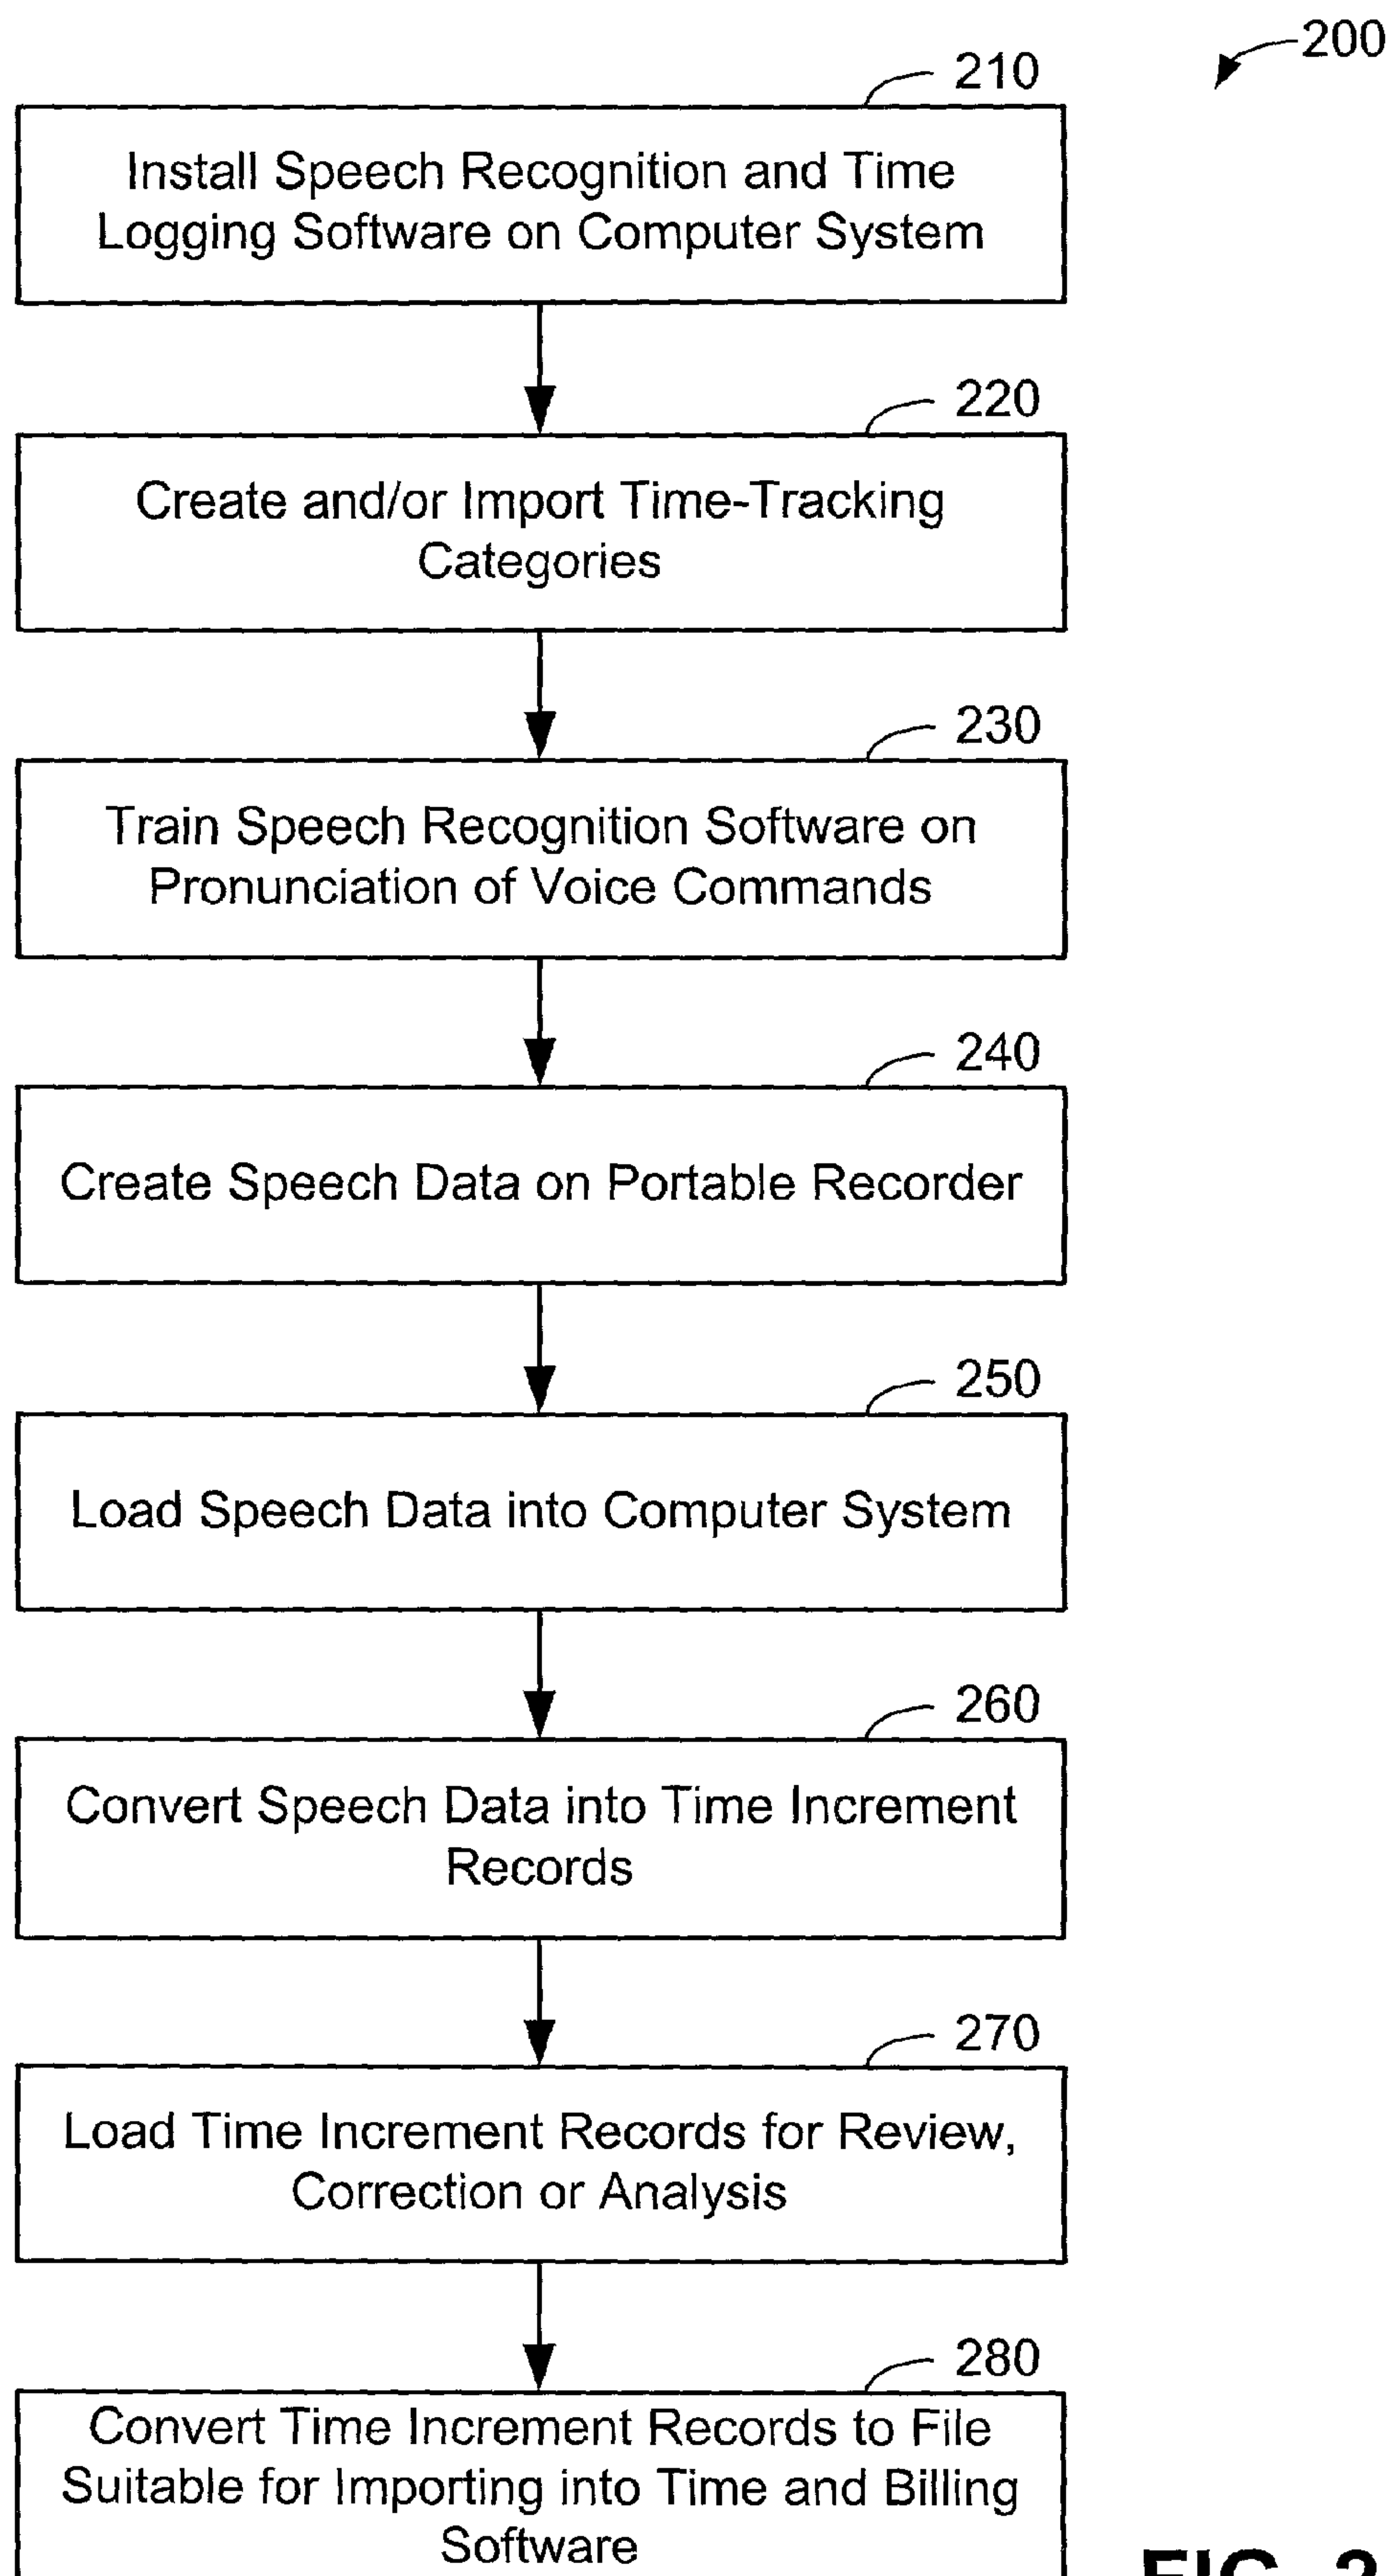 200
210
Install Speech Recognition and Time
Logging Software on Computer System
220
Create and/or Import Time-Tracking
Categories
230
Train Speech Recognition Software on
Pronunciation of Voice Commands
240
Create Speech Data on Portable Recorder
250
Load Speech Data into Computer System
260
Convert Speech Data into Time Increment
Records
270
Load Time Increment Records for Review,
Correction or Analysis
280
Convert Time Increment Records to File
Suitable for Importing into Time and Billing
Software
FIG. 2